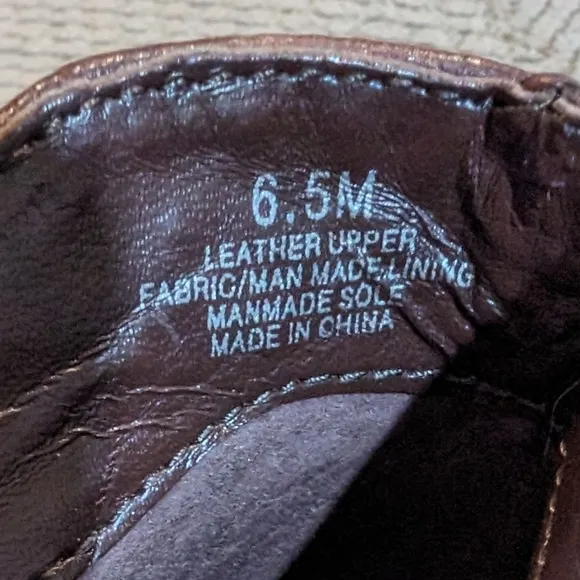 6.5M
LEATHER UPPER
FABRIC/MAN MADE LINING
MANMADE SOLE
MADE IN CHINA